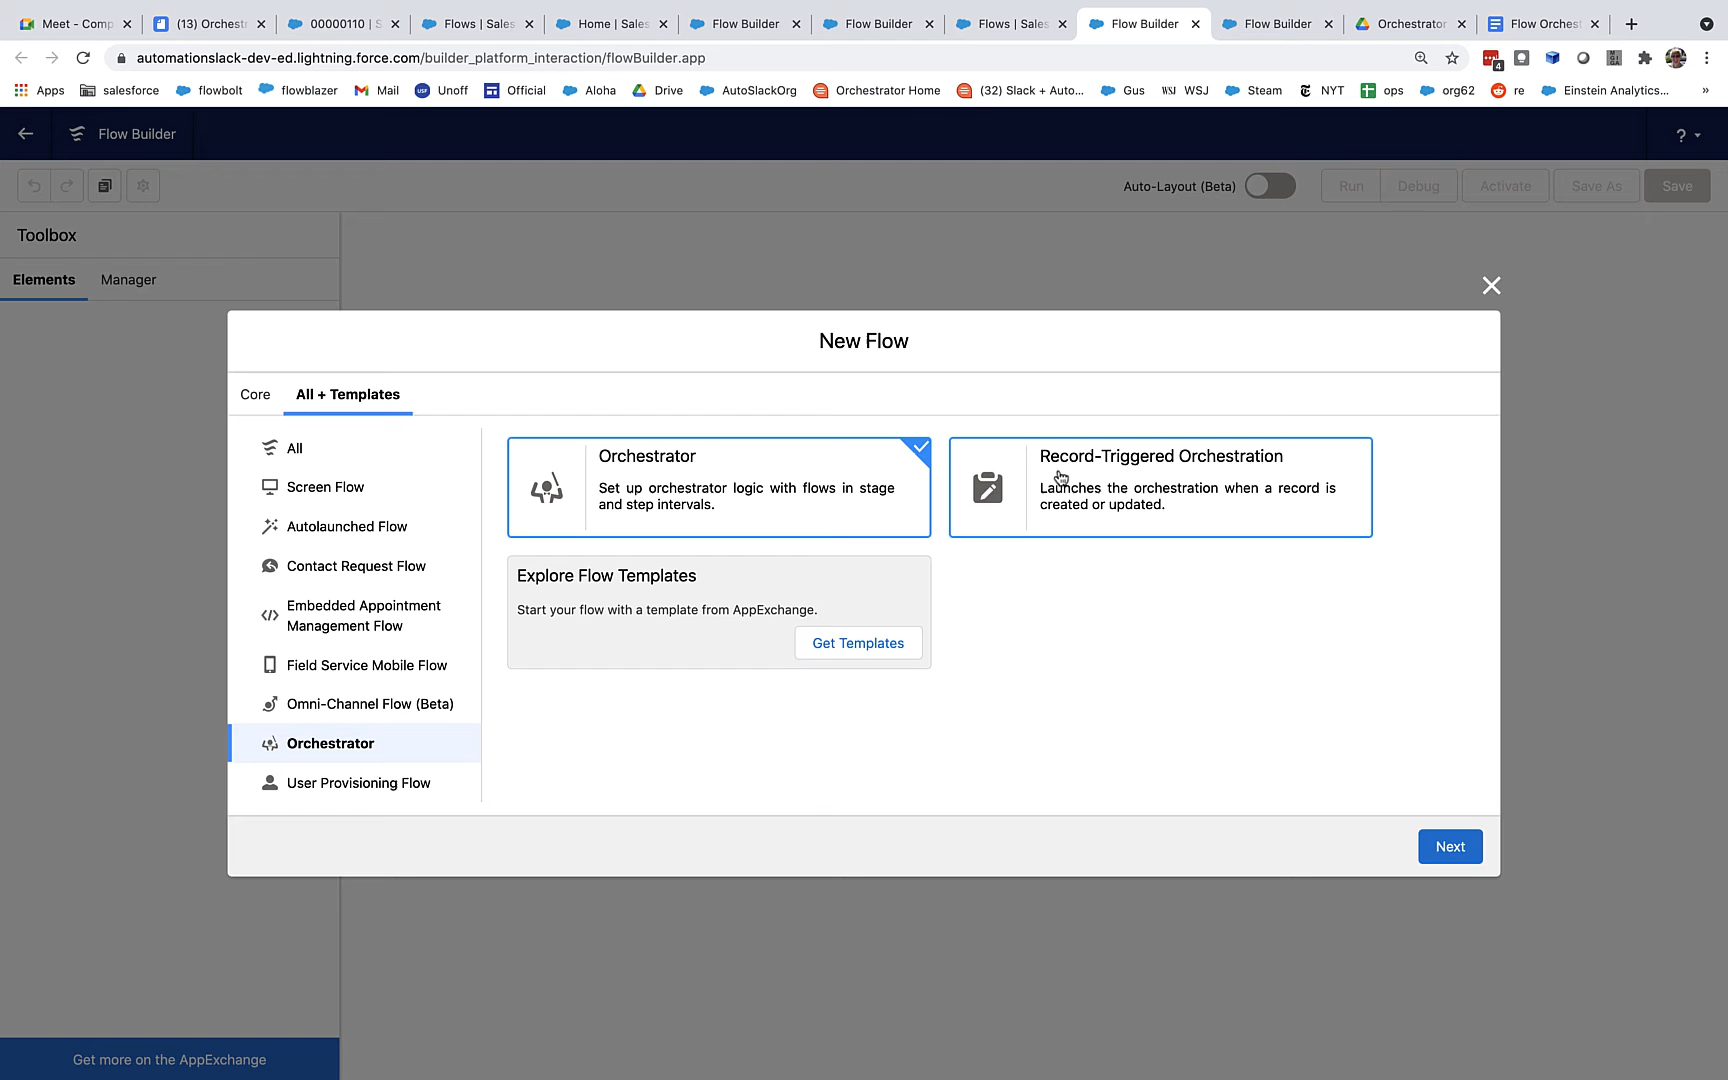 Meet - Comp
(13) Orchestr
00000110 | S
Flows | Sales
Home | Sales
Flow Builder
Flow Builder
Flows | Sales
Flow Builder
Flow Builder
Orchestrator
Flow Orchest
automationslack-dev-ed.lightning.force.com/builder_platform_interaction/flowBuilder.app
4
Apps
salesforce
flowbolt
flowblazer
Mail
Unoff
Official
Aloha
Drive
AutoSlackOrg
Orchestrator Home
(32) Slack + Auto...
Gus
WSJ WSJ
Steam
NYT
ops
org62
re
Einstein Analytics...
»
Flow Builder
?
Auto-Layout (Beta)
Run
Debug
Activate
Save As
Save
Toolbox
Elements
Manager
New Flow
Core
All + Templates
All
Screen Flow
Autolaunched Flow
Contact Request Flow
Embedded Appointment
Management Flow
Field Service Mobile Flow
Omni-Channel Flow (Beta)
Orchestrator
User Provisioning Flow
Orchestrator
Set up orchestrator logic with flows in stage
and step intervals.
Record-Triggered Orchestration
Launches the orchestration when a record is
created or updated.
Explore Flow Templates
Start your flow with a template from AppExchange.
Get Templates
Next
Get more on the AppExchange